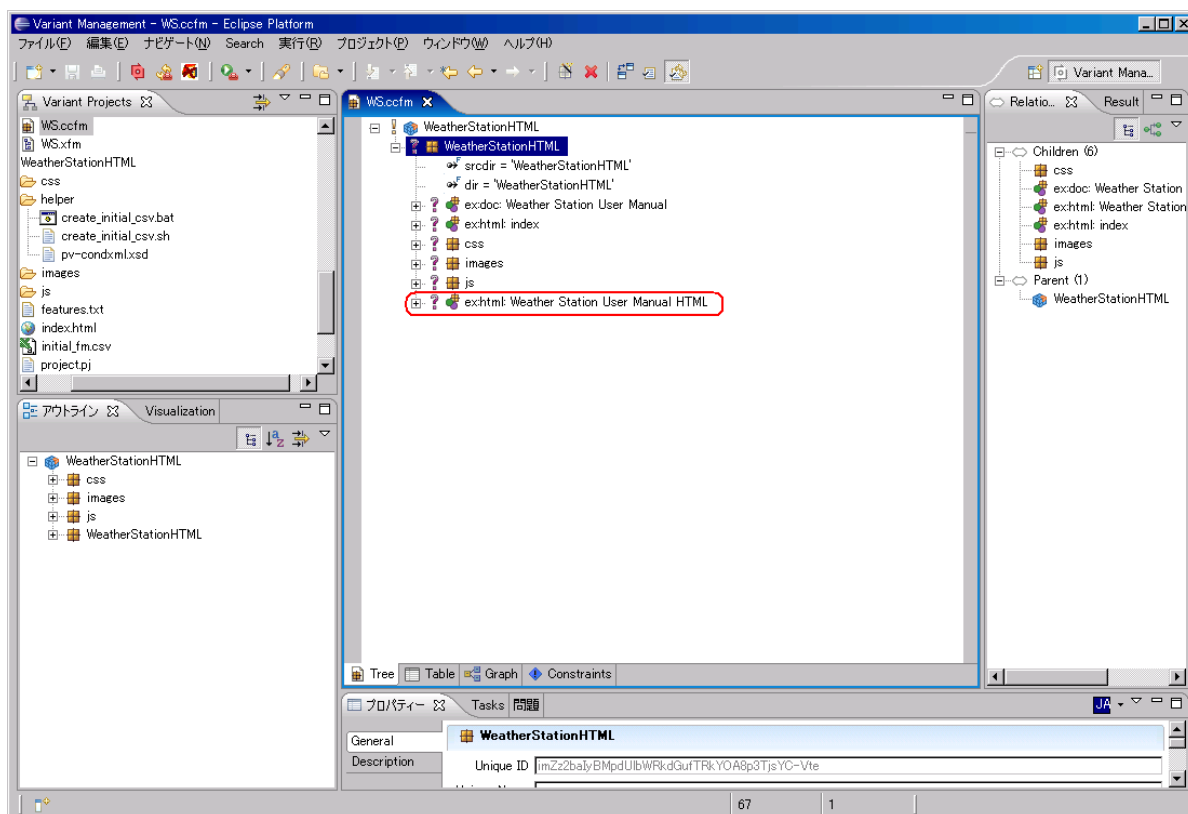 Variant Management - WS.ccfm - Eclipse Platform
ファイル(F) 編集(E) ナビゲート(N) Search 実行(R) プロジェクト(P) ウィンドウ(W) ヘルプ(H)
Variant Mana...
Variant Projects
WS.ccfm
WS.xfm
WeatherStationHTML
css
helper
create_initial_csv.bat
create_initial_csv.sh
pv-condxml.xsd
images
js
features.txt
index.html
initial_fm.csv
project.pj
アウトライン Visualization
WeatherStationHTML
css
images
js
WeatherStationHTML
WS.ccfm
WeatherStationHTML
WeatherStationHTML
srcdir = 'WeatherStationHTML'
dir = 'WeatherStationHTML'
ex:doc: Weather Station User Manual
ex:html: index
css
images
js
ex:html: Weather Station User Manual HTML
Tree Table Graph Constraints
Relatio... Result
Children (6)
css
ex:doc: Weather Station
ex:html: Weather Station
ex:html: index
images
js
Parent (1)
WeatherStationHTML
プロパティー Tasks 問題
JA
General
Description
WeatherStationHTML
Unique ID
67 1